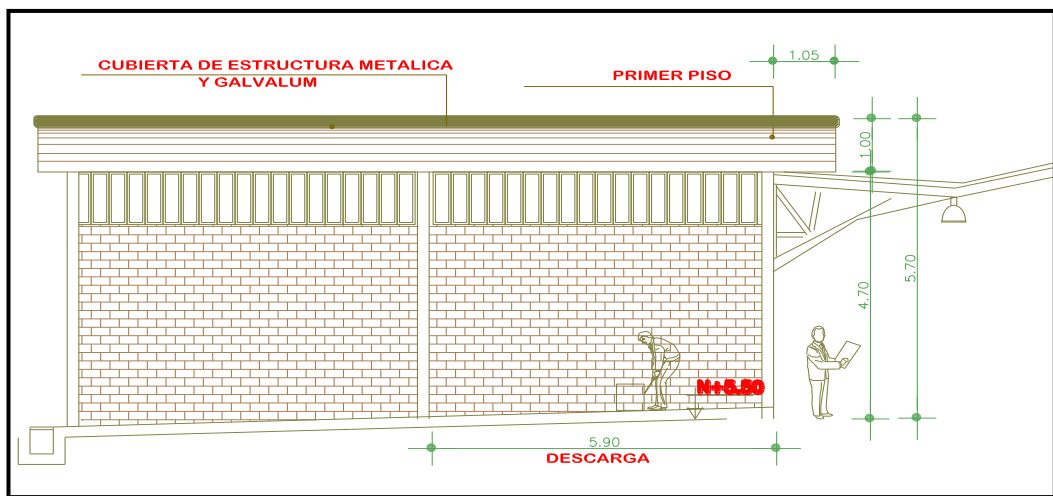 CUBIERTA DE ESTRUCTURA METALICA
Y GALVALUM
PRIMER PISO
1.05
1.00
4.70
5.70
N+5.50
5.90
DESCARGA